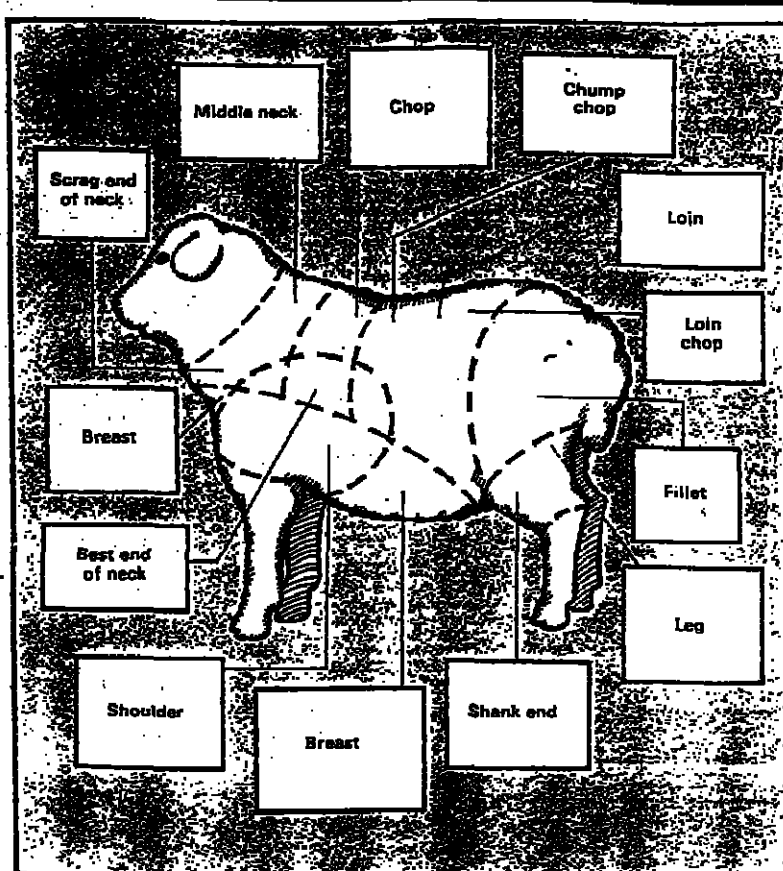 Middle neck
Chop
Chump
chop
Scrag end
of neck
Loin
Loin
chop
Breast
Fillet
Best end
of neck
Leg
Shoulder
Breast
Shank end